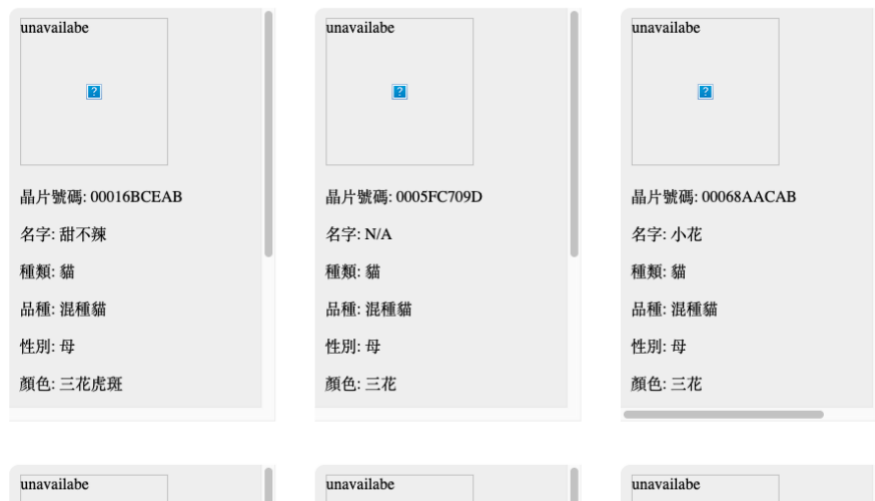 unavailabe
晶片號碼: 00016BCEAB
名字: 甜不辣
種類: 貓
品種: 混種貓
性別: 母
顏色: 三花虎斑
unavailabe
晶片號碼: 0005FC709D
名字: N/A
種類: 貓
品種: 混種貓
性別: 母
顏色: 三花
unavailabe
晶片號碼: 00068AACAB
名字: 小花
種類: 貓
品種: 混種貓
性別: 母
顏色: 三花
unavailabe
unavailabe
unavailabe